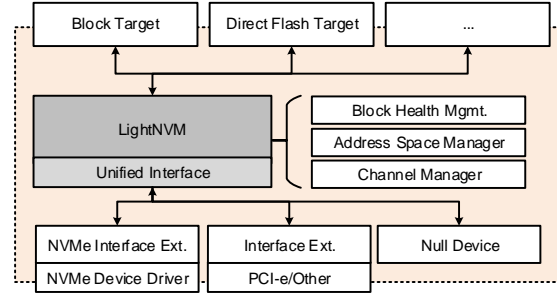 Block Target
Direct Flash Target
...
LightNVM
Unified Interface
Block Health Mgmt.
Address Space Manager
Channel Manager
NVMe Interface Ext.
NVMe Device Driver
Interface Ext.
PCI-e/Other
Null Device